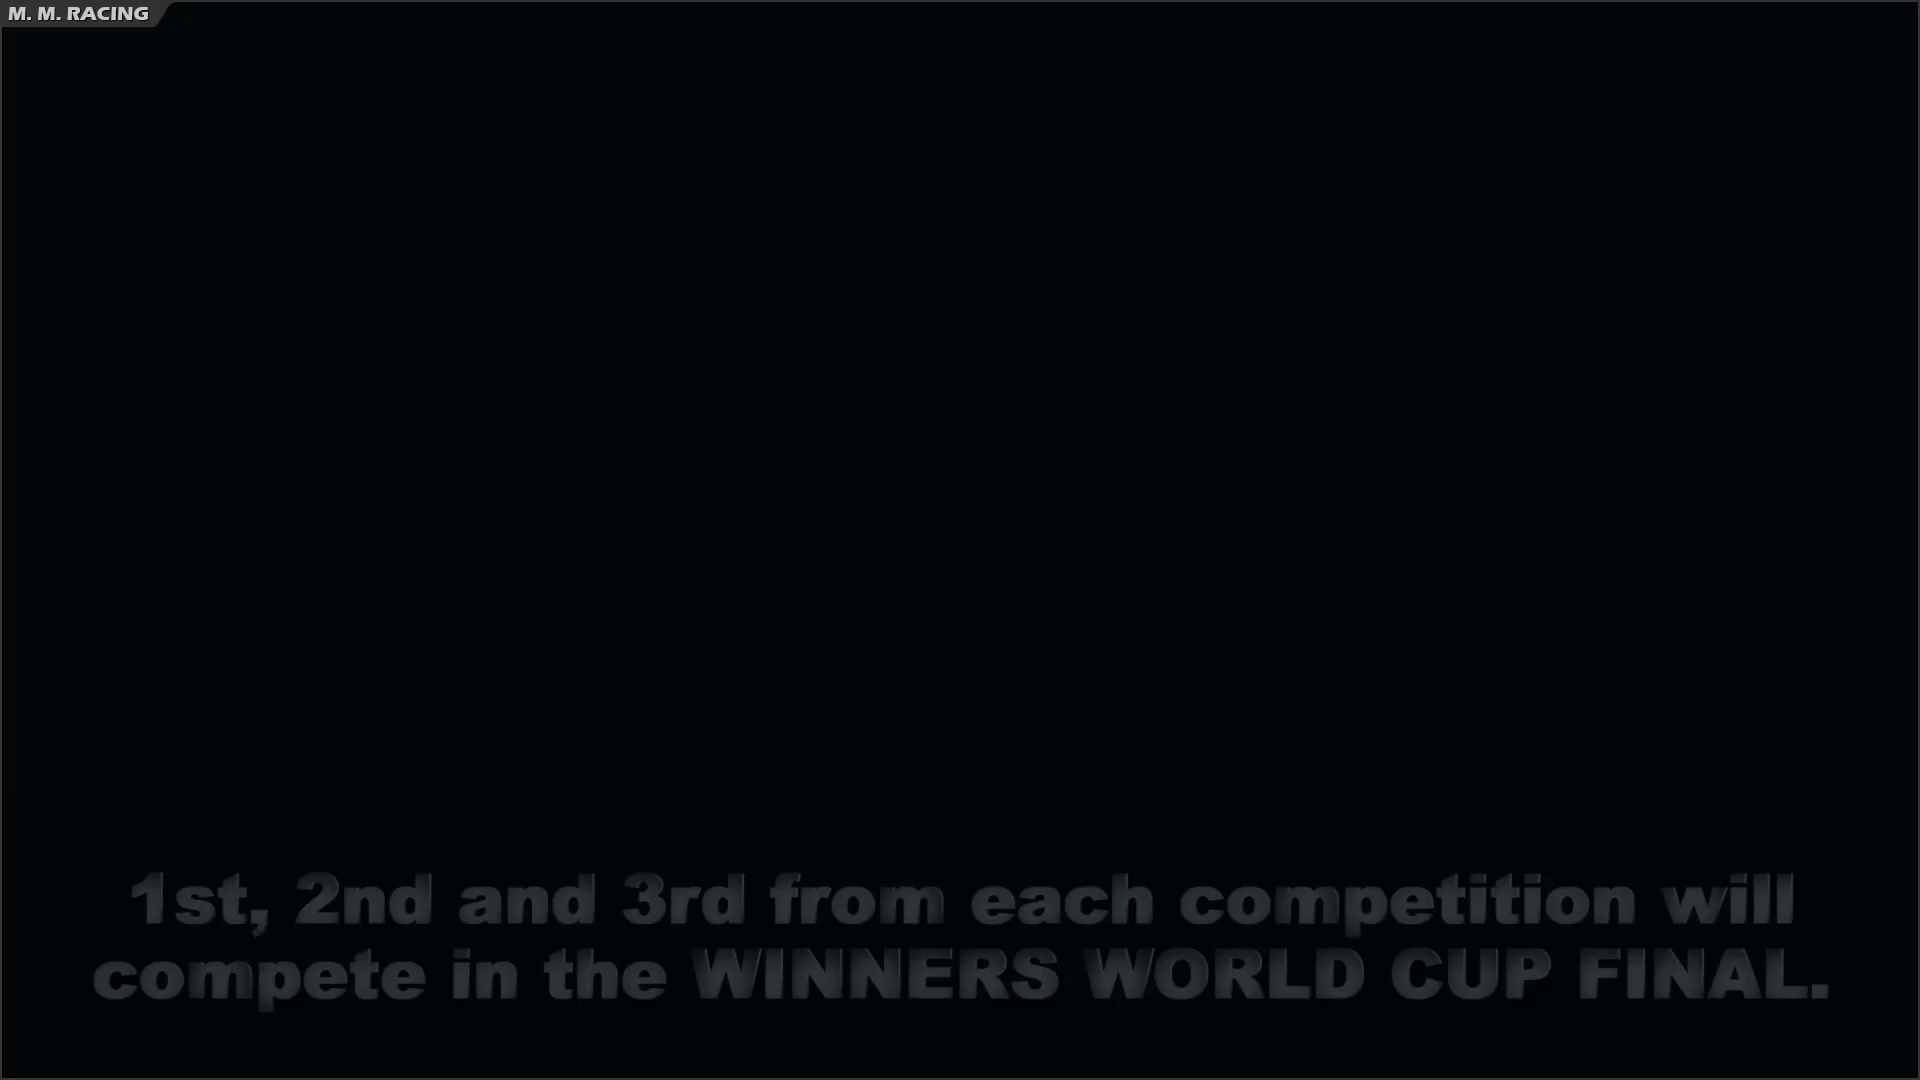 M. M. RACING
1st, 2nd and 3rd from each competition will
compete in the WINNERS WORLD CUP FINAL.